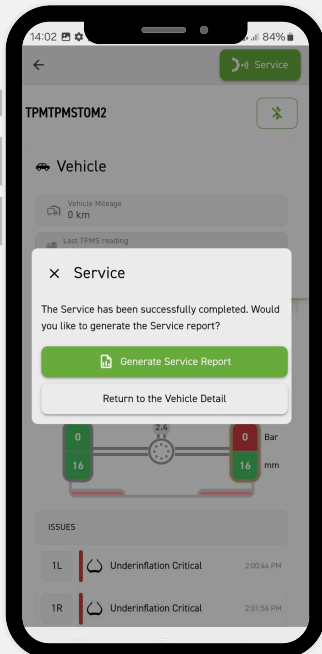 14:02
84%
Service
TPMTPMSTOM2
Vehicle
Vehicle Mileage
0 km
Last TPMS reading
Service
The Service has been successfully completed. Would
you like to generate the Service report?
Generate Service Report
Return to the Vehicle Detail
2.4
0
0
Bar
16
16
mm
ISSUES
1L
Underinflation Critical
2:00:44 PM
1R
Underinflation Critical
2:01:56 PM